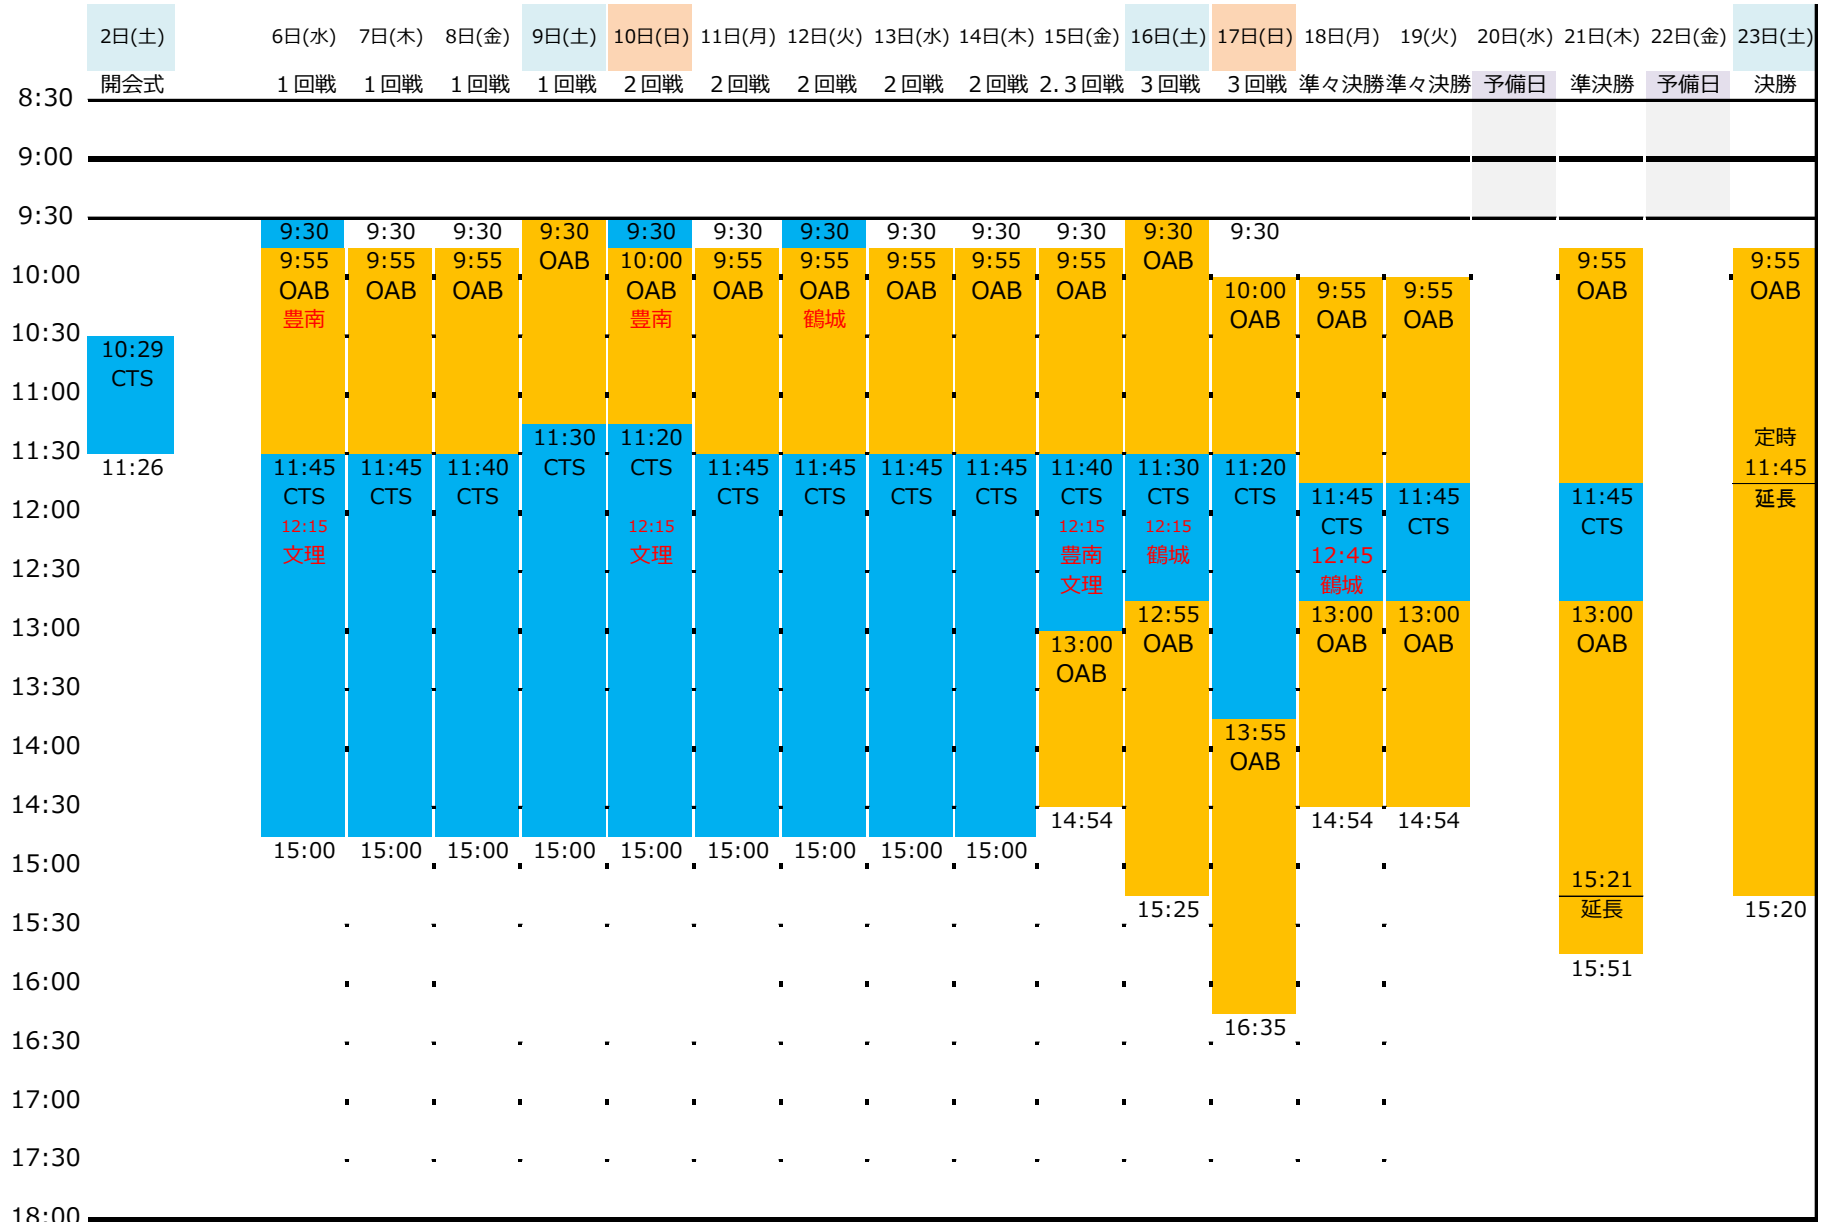 2日(土) 6日(水) 7日(木) 8日(金) 9日(土) 10日(日) 11日(月) 12日(火) 13日(水) 14日(木) 15日(金) 16日(土) 17日(日) 18日(月) 19(火) 20日(水) 21日(木) 22日(金) 23日(土)
開会式 1回戦 1回戦 1回戦 1回戦 2回戦 2回戦 2回戦 2回戦 2回戦 2.3回戦 3回戦 3回戦 準々決勝 準々決勝 予備日 準決勝 予備日 決勝
8:30
9:00
9:30
9:30 9:30 9:30 9:30 9:30 9:30 9:30 9:30 9:30 9:30 9:30 9:30
9:55 9:55 9:55 OAB 10:00 9:55 9:55 9:55 9:55 9:55 OAB 9:55 9:55
10:00
OAB OAB OAB OAB OAB OAB OAB OAB OAB 10:00 9:55 9:55 OAB OAB
豊南 豊南 鶴城 OAB OAB OAB
10:30
10:29
CTS
11:00
11:30 11:20 定時
11:30
11:26 11:45 11:45 11:40 CTS CTS 11:45 11:45 11:45 11:45 11:40 11:30 11:20 11:45
CTS CTS CTS CTS CTS CTS CTS CTS CTS CTS 11:45 11:45 11:45 延長
12:00
12:15 12:15 12:15 12:15 CTS CTS CTS
文理 文理 豊南 鶴城 12:45
12:30
文理 鶴城
12:55 13:00 13:00 13:00
13:00
13:00 OAB OAB OAB OAB
OAB
13:30
13:55
14:00
OAB
14:30
14:54 14:54 14:54
15:00 15:00 15:00 15:00 15:00 15:00 15:00 15:00 15:00
15:00
15:21
15:25 延長 15:20
15:30
15:51
16:00
16:35
16:30
17:00
17:30
18:00